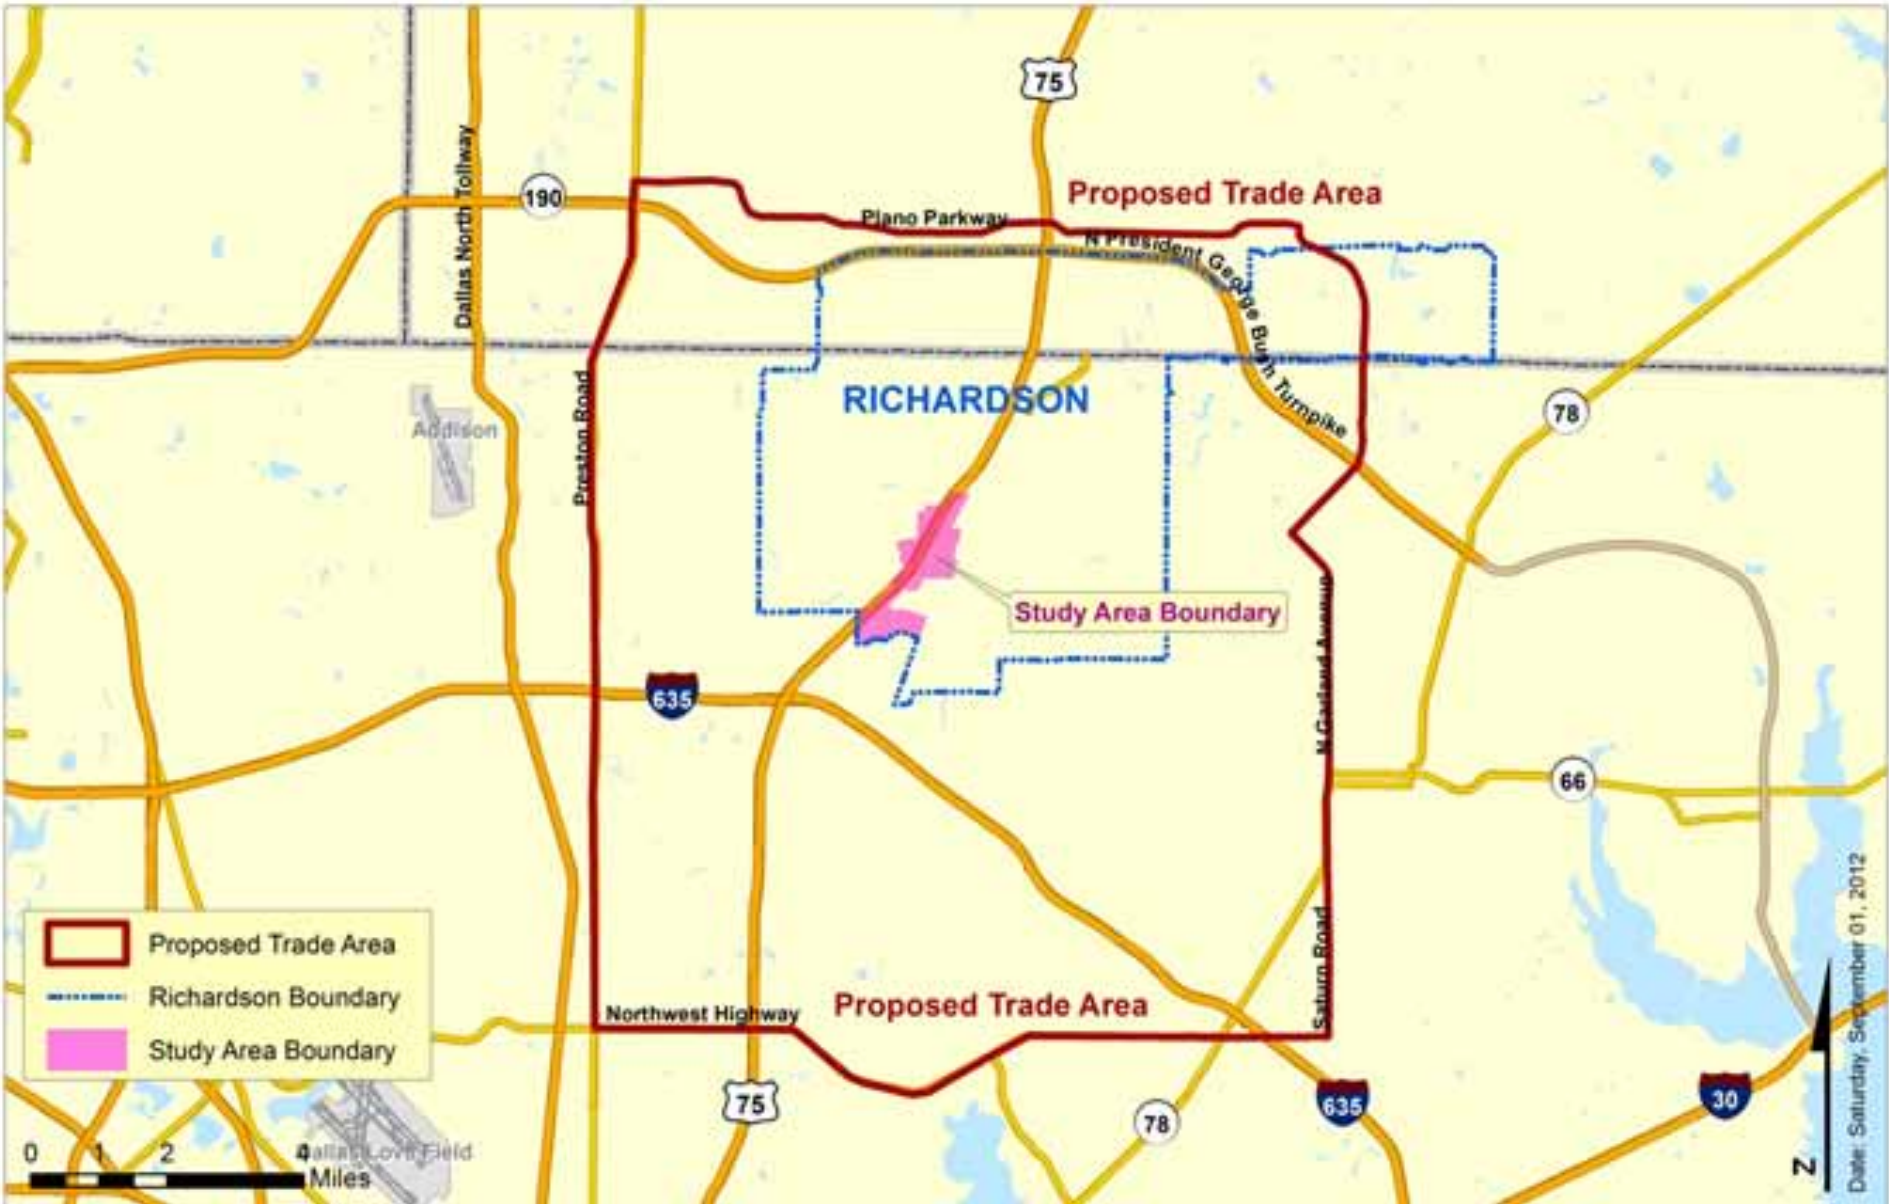 75
Proposed Trade Area
190
Plano Parkway
N President George Bush Turnpike
Dallas North Tollway
RICHARDSON
Preston Road
Addison
78
Study Area Boundary
N Garland Avenue
635
66
Proposed Trade Area
Richardson Boundary
Study Area Boundary
Northwest Highway
Proposed Trade Area
Saturn Road
75
78
635
30
0 1 2 4
Miles
Dallas Love Field
N
Date: Saturday, September 01, 2012